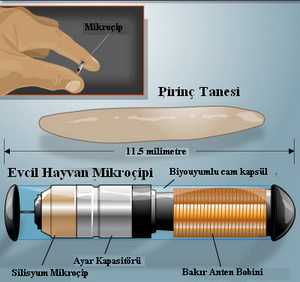 Mikroçip
Pirinç Tanesi
11.5 milimetre
Evcil Hayvan Mikroçipi
Biyouyumlu cam kapsül
Ayar Kapasitörü
Silisyum Mikroçip
Bakır Anten Bobini